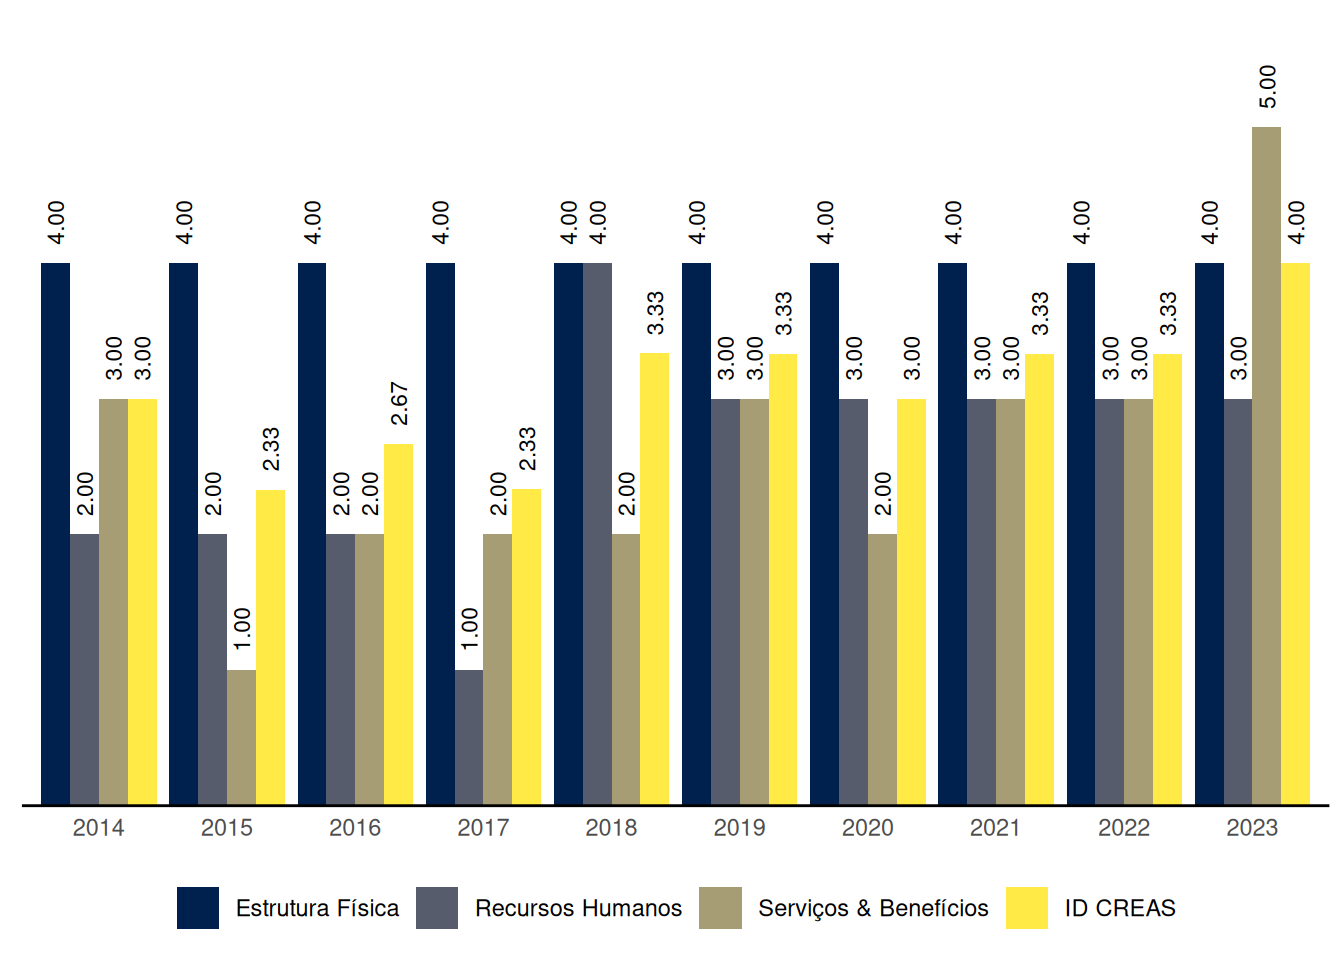 5.00
4.00 4.00 4.00 4.00 4.00 4.00 4.00 4.00 4.00 4.00 4.00 4.00
3.33 3.33 3.33 3.33
3.00 3.00 3.00 3.00 3.00 3.00 3.00 3.00 3.00 3.00 3.00
2.67
2.33 2.33
2.00 2.00 2.00 2.00 2.00 2.00 2.00
1.00 1.00
2014 2015 2016 2017 2018 2019 2020 2021 2022 2023
Estrutura Física Recursos Humanos Serviços & Benefícios ID CREAS